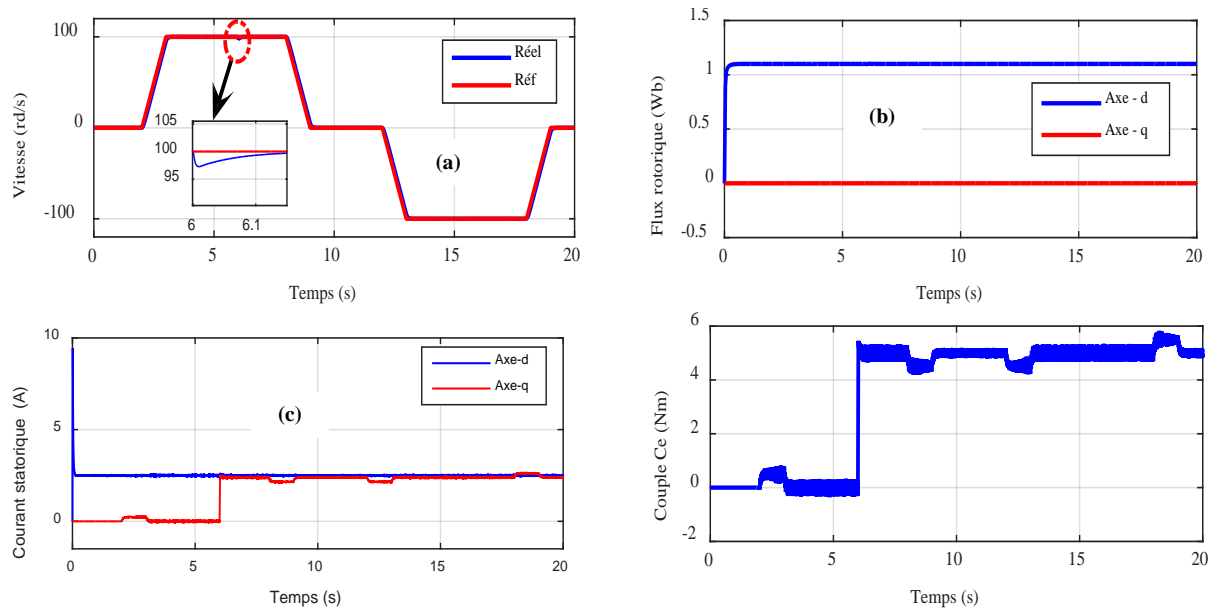 100
0
-100
Vitesse (rd/s)
Réel
Réf
105
100
95
6
6.1
(a)
0
5
10
15
20
Temps (s)
1.5
1
0.5
0
-0.5
Flux rotorique (Wb)
Axe - d
Axe - q
(b)
0
5
10
15
20
Temps (s)
10
5
0
Courant statorique (A)
Axe-d
Axe-q
(c)
0
5
10
15
20
Temps (s)
6
4
2
0
-2
Couple Ce (Nm)
0
5
10
15
20
Temps (s)